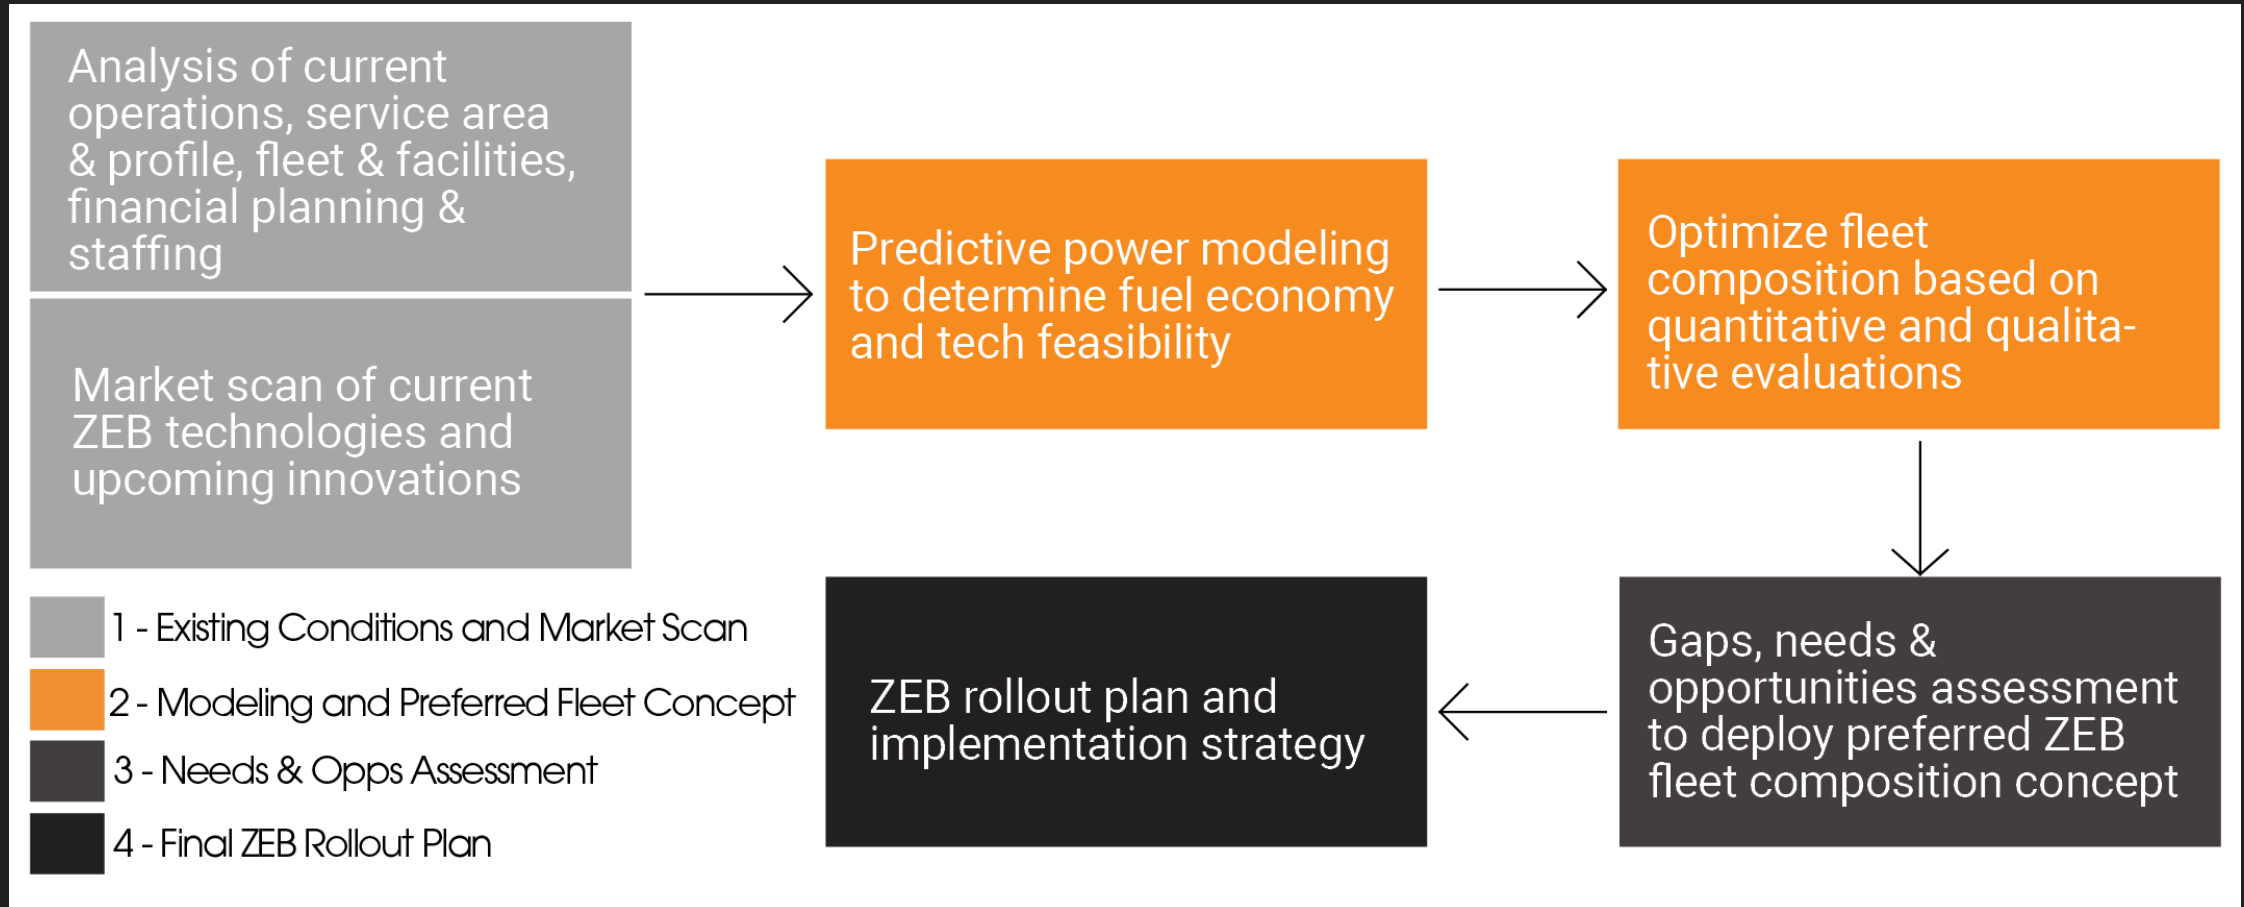 Analysis of current
operations, service area
& profile, fleet & facilities,
financial planning &
staffing
Market scan of current
ZEB technologies and
upcoming innovations
Predictive power modeling
to determine fuel economy
and tech feasibility
Optimize fleet
composition based on
quantitative and qualita-
tive evaluations
Gaps, needs &
opportunities assessment
to deploy preferred ZEB
fleet composition concept
ZEB rollout plan and
implementation strategy
1 - Existing Conditions and Market Scan
2 - Modeling and Preferred Fleet Concept
3 - Needs & Opps Assessment
4 - Final ZEB Rollout Plan